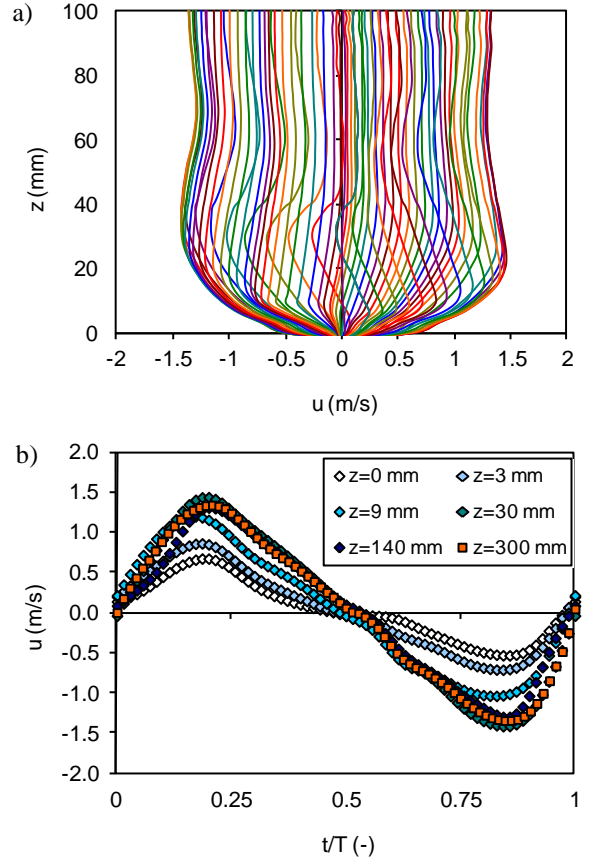 a)
100
80
60
40
20
0
z (mm)
-2 -1.5 -1 -0.5 0 0.5 1 1.5 2
u (m/s)
b)
2.0
1.5
1.0
0.5
0.0
-0.5
-1.0
-1.5
-2.0
u (m/s)
z=0 mm z=3 mm
z=9 mm z=30 mm
z=140 mm z=300 mm
0 0.25 0.5 0.75 1
t/T (-)